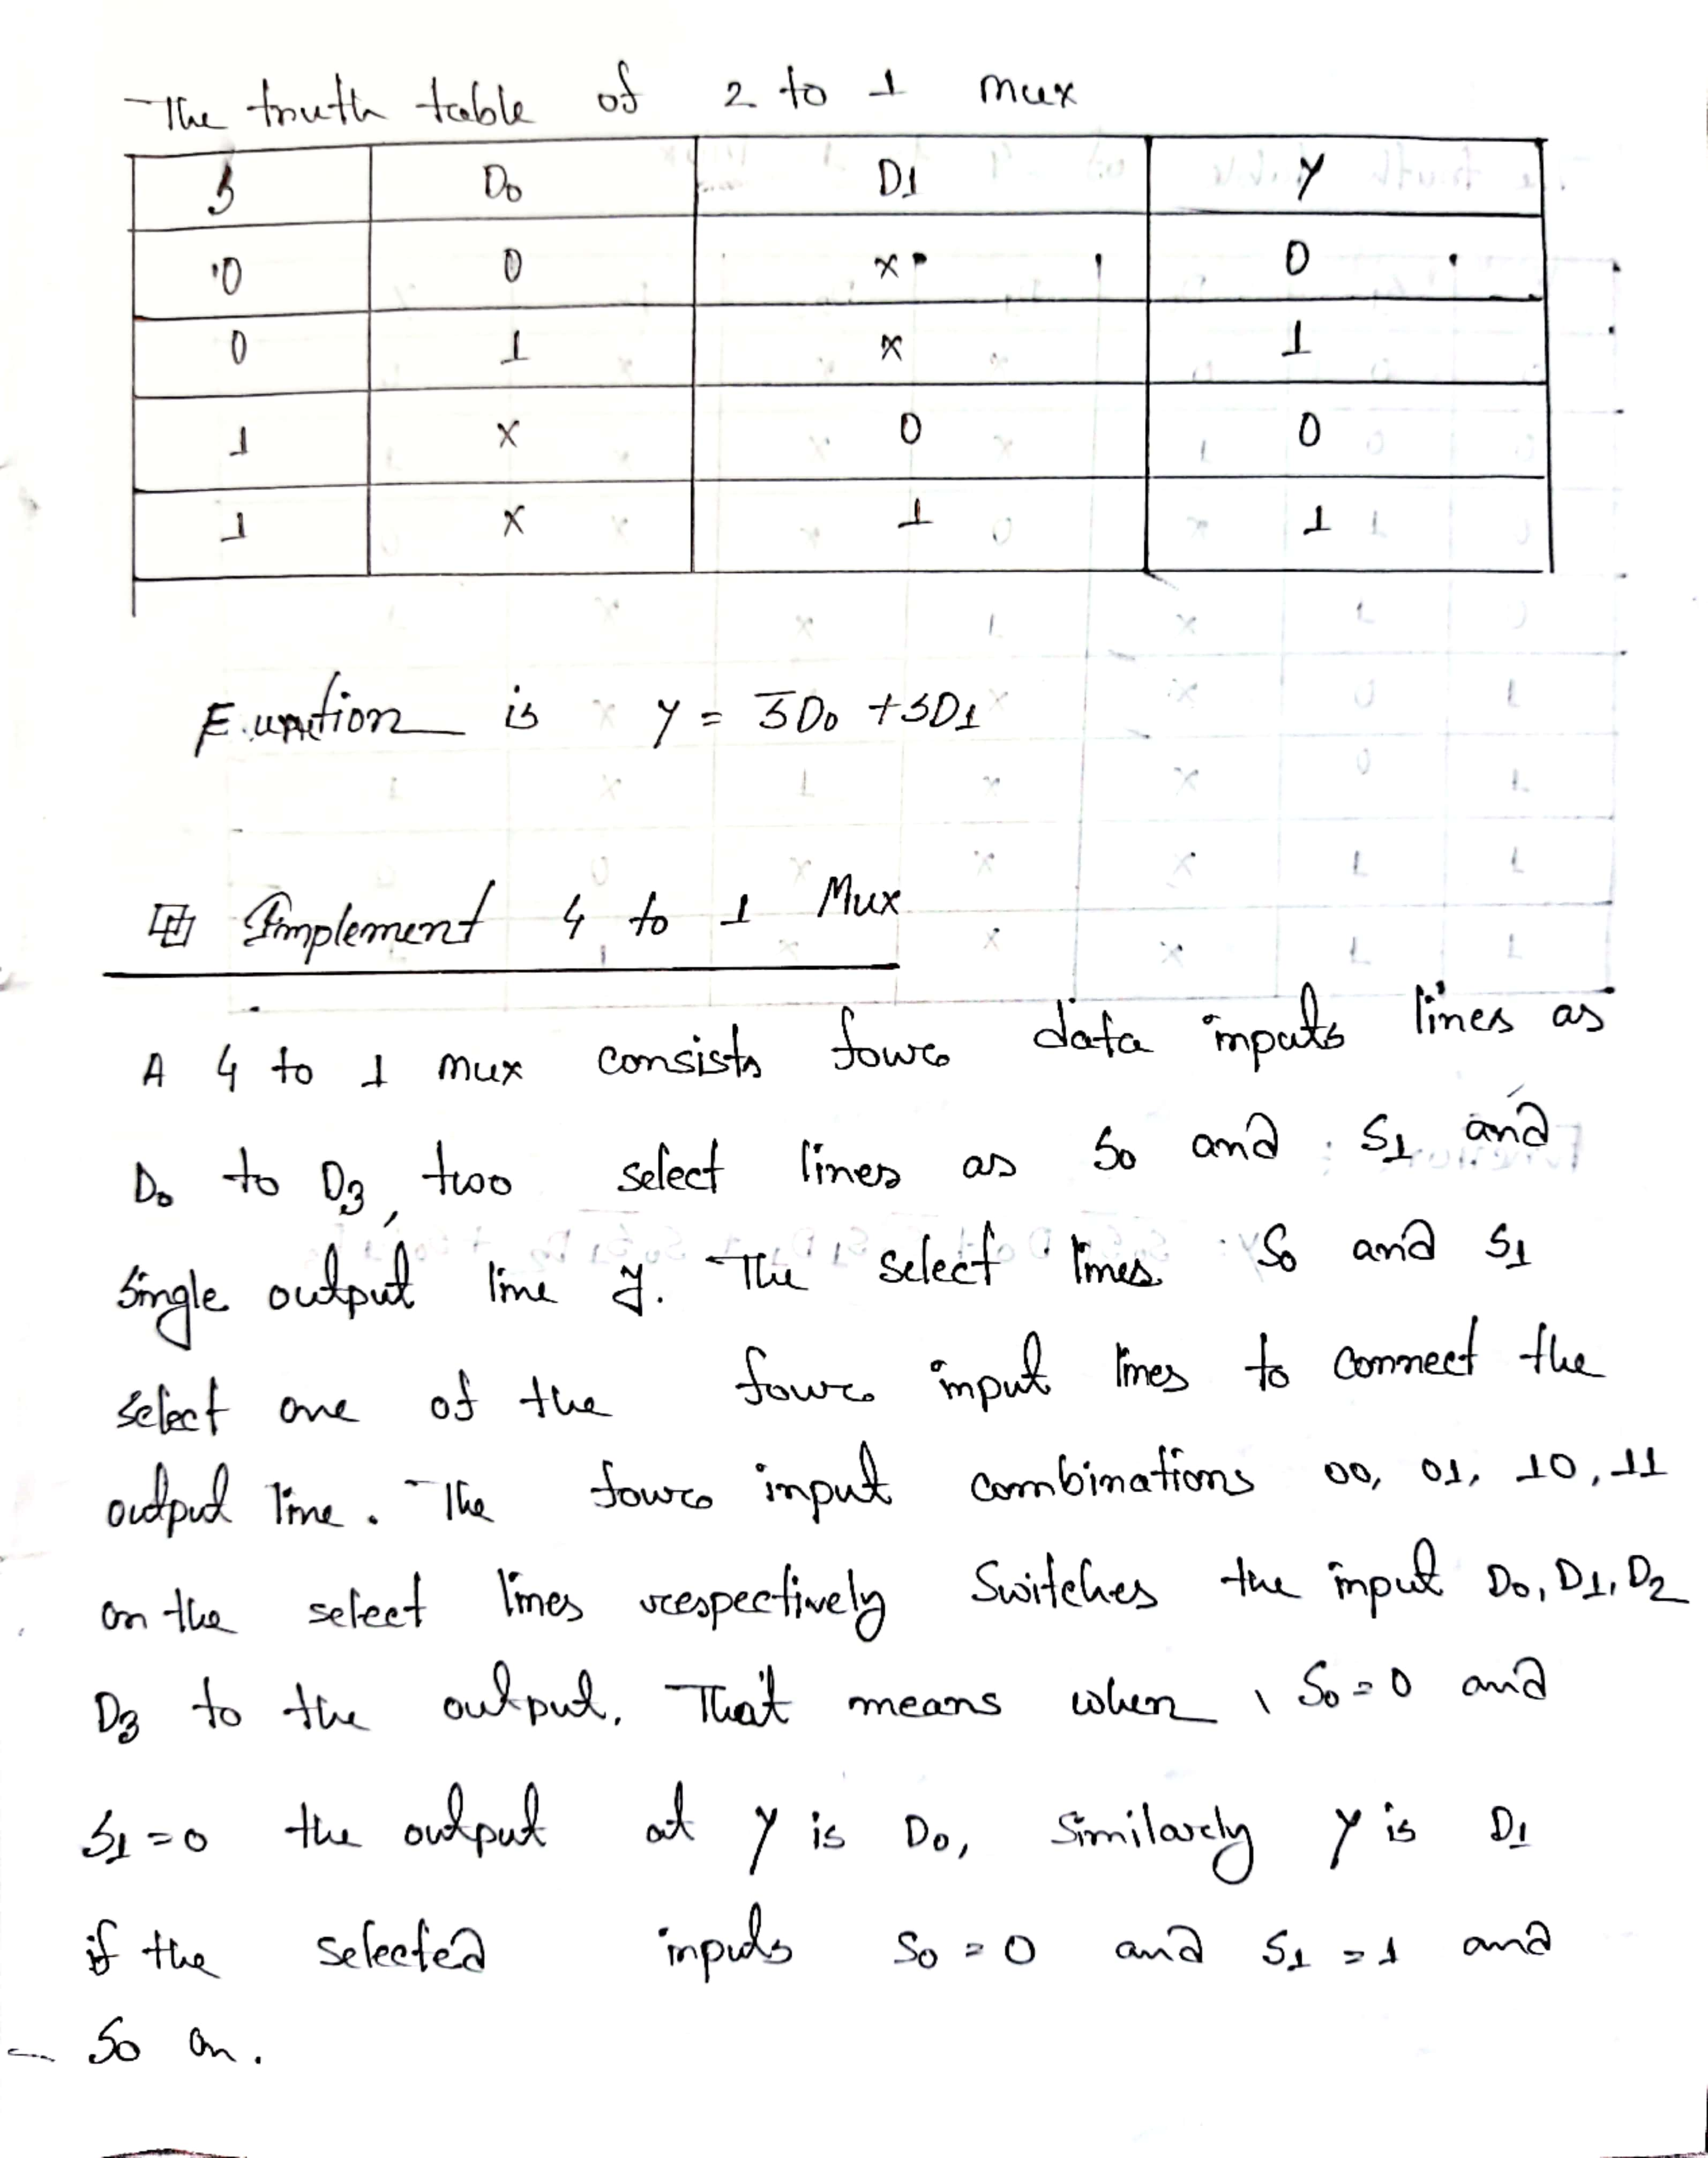 The truth table of 2 to 1 mux
S D0 D1 Y
0 0 x 0
0 1 x 1
1 x 0 0
1 x 1 1
Function is y = S̅D0 + SD1
Implement 4 to 1 Mux
A 4 to 1 mux consists four data inputs lines as
D0 to D3, two select lines as S0 and S1 and
single output line y. The select lines S0 and S1
select one of the four input lines to connect the
output line. The four input combinations 00, 01, 10, 11
on the select lines respectively switches the input D0, D1, D2
D3 to the output. That means when, S0 = 0 and
S1 = 0 the output at y is D0, Similarly y is D1
if the selected inputs S0 = 0 and S1 = 1 and
so on.